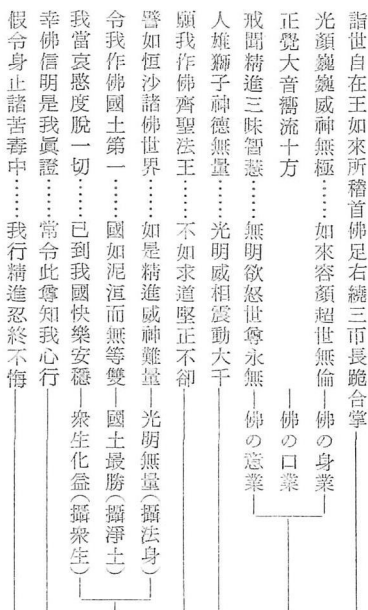 詣世自在王如來所稽首佛足右繞三帀長跪合掌
光顏巍巍威神無極……如來容顏超世無倫—佛の身業
正覺大音嚮流十方 —佛の口業
戒聞精進三昧智慧……無明欲怒世尊永無—佛の意業
人雄獅子神德無量……光明威相震動大千
願我作佛齊聖法王……不如求道堅正不卻
譬如恒沙諸佛世界……如是精進威神難量—光明無量(攝法身)
令我作佛國土第一……國如泥洹而無等雙—國土最勝(攝淨土)
我當哀愍度脫一切……已到我國快樂安穩—衆生化益(攝衆生)
幸佛信明是我眞證……常令此尊知我心行
假令身止諸苦毒中……我行精進忍終不悔